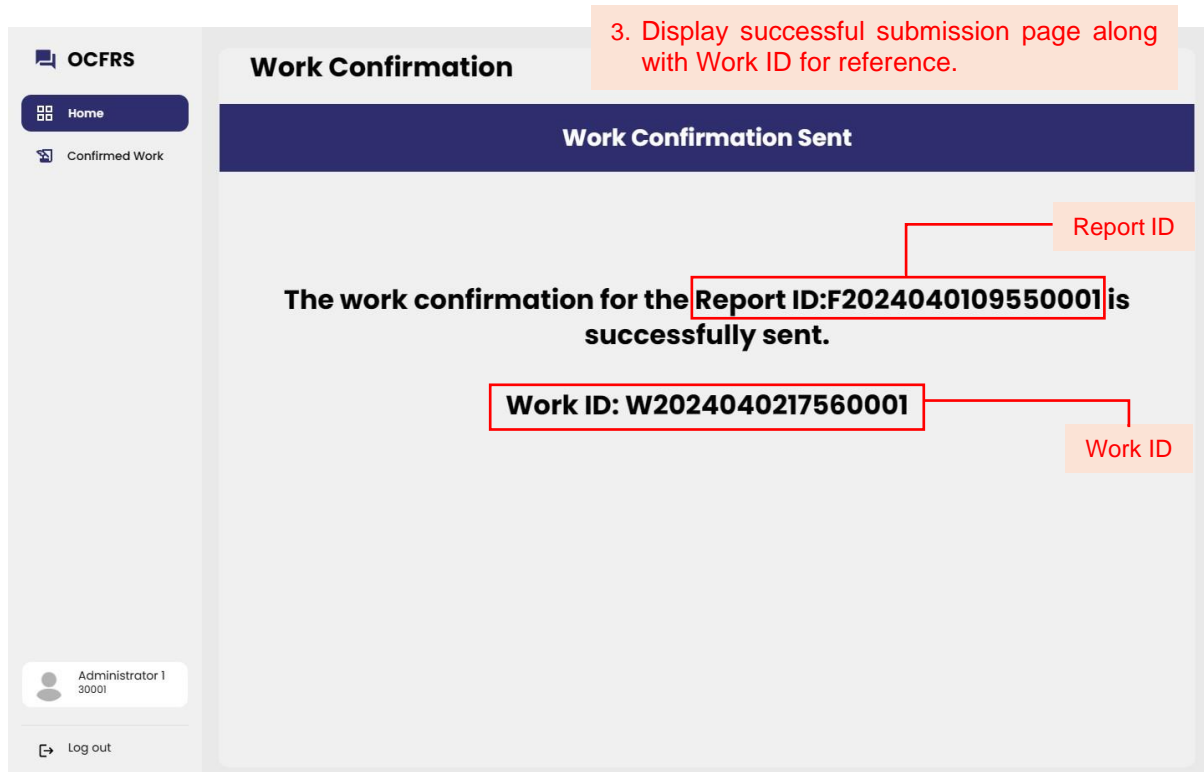 3. Display successful submission page along
with Work ID for reference.
OCFRS
Work Confirmation
Home
Work Confirmation Sent
Confirmed Work
Report ID
The work confirmation for the Report ID:F2024040109550001 is
successfully sent.
Work ID: W2024040217560001
Work ID
Administrator 1
30001
Log out